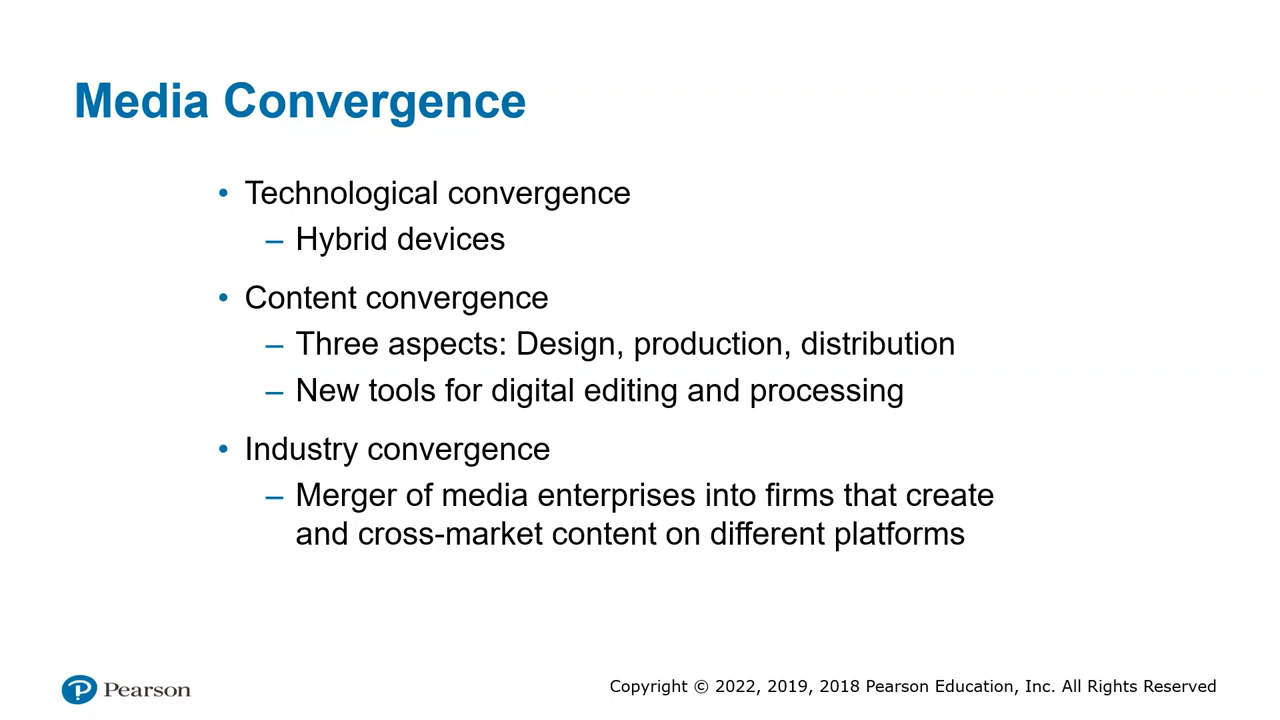 Media Convergence
• Technological convergence
– Hybrid devices
• Content convergence
– Three aspects: Design, production, distribution
– New tools for digital editing and processing
• Industry convergence
– Merger of media enterprises into firms that create
and cross-market content on different platforms
P Pearson
Copyright © 2022, 2019, 2018 Pearson Education, Inc. All Rights Reserved